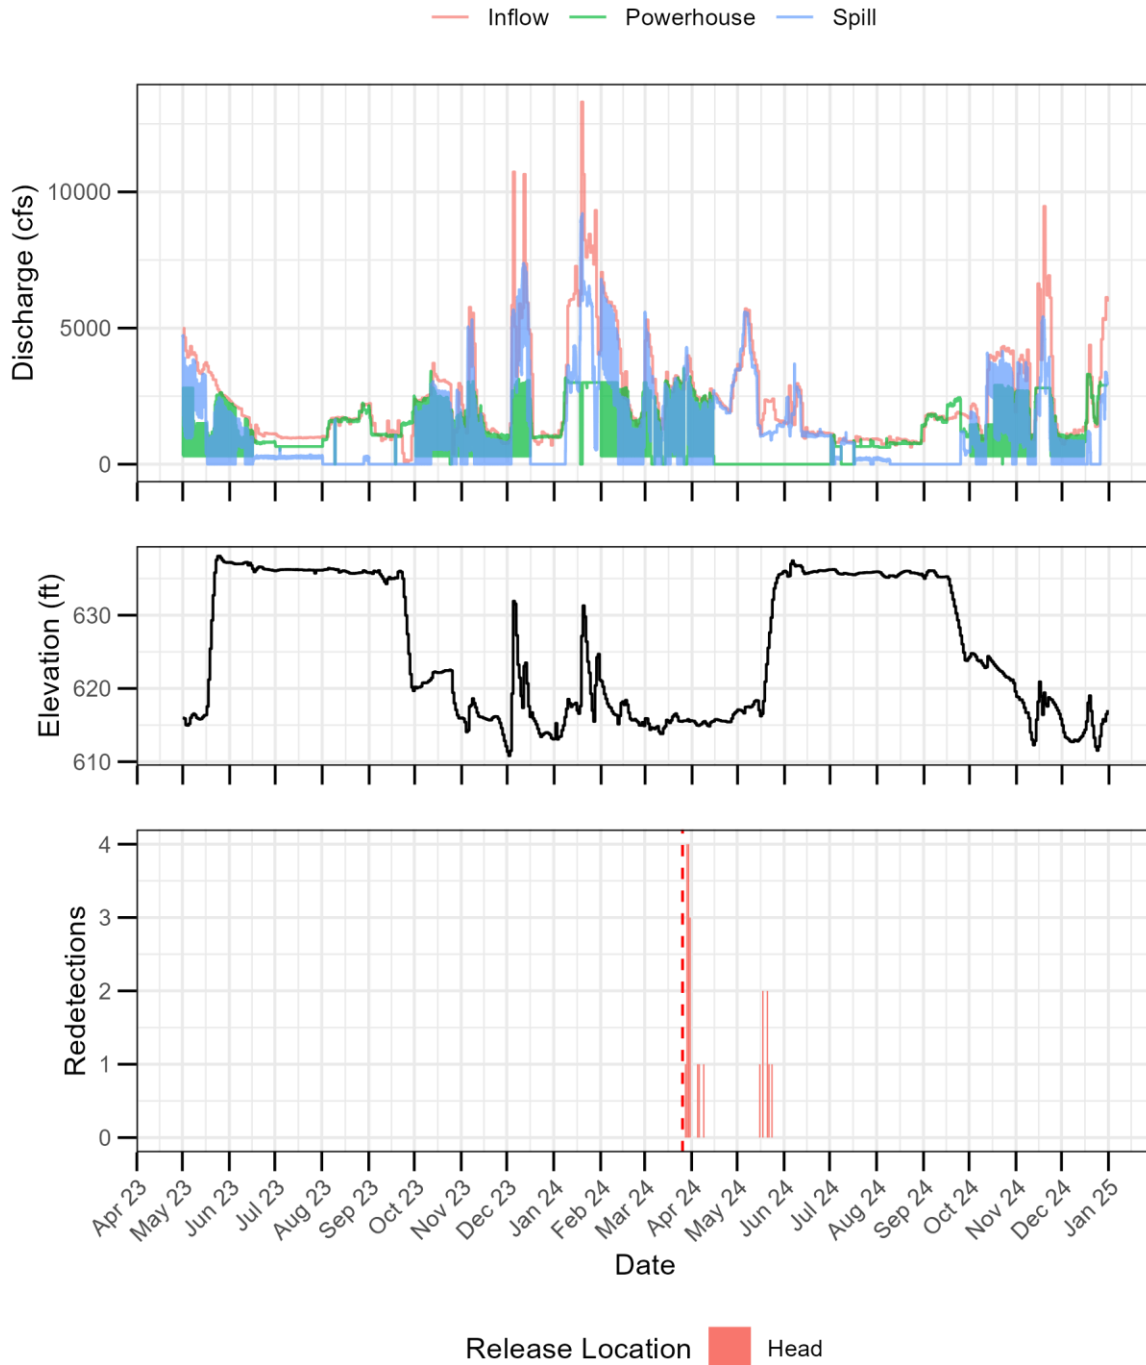 Inflow Powerhouse Spill
Discharge (cfs)
10000
5000
0
Elevation (ft)
630
620
610
Redetections
4
3
2
1
0
Apr 23 May 23 Jun 23 Jul 23 Aug 23 Sep 23 Oct 23 Nov 23 Dec 23 Jan 24 Feb 24 Mar 24 Apr 24 May 24 Jun 24 Jul 24 Aug 24 Sep 24 Oct 24 Nov 24 Dec 24 Jan 25
Date
Release Location Head